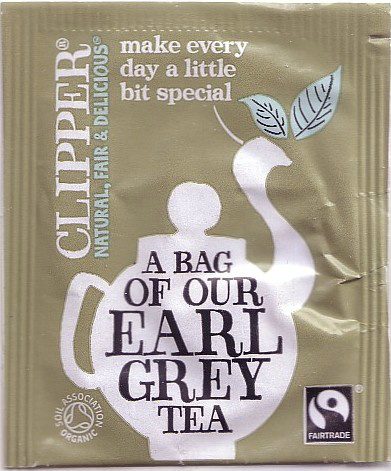 CLIPPER®
NATURAL, FAIR & DELICIOUS®
make every
day a little
bit special
A BAG
OF OUR
EARL
GREY
TEA
SOIL ASSOCIATION
ORGANIC
FAIRTRADE
®